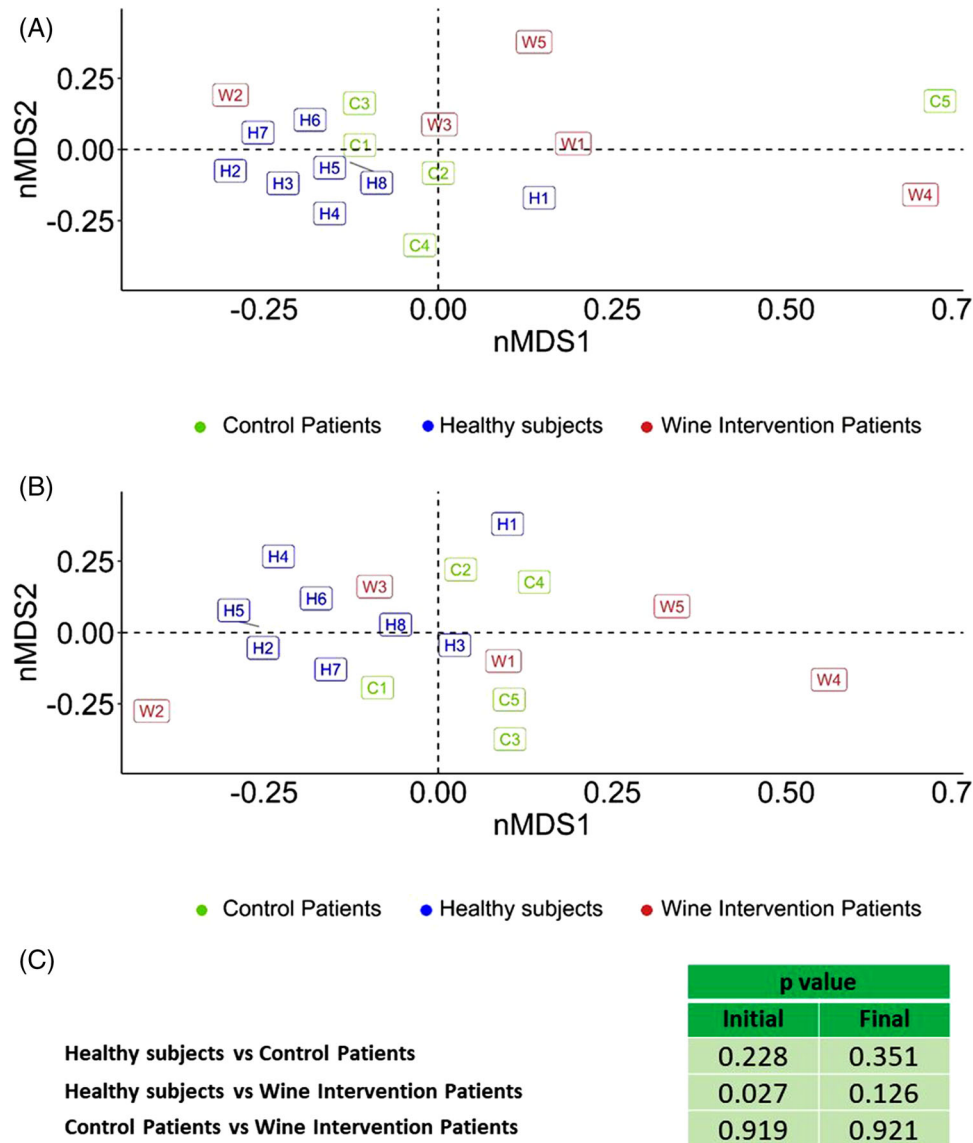 (A)
nMDS2
0.25
0.00
-0.25
W5
W2
C5
C3
H6
W3
H7
C1
W1
H5
H2
C2
H3
H8
W4
H1
H4
C4
-0.25 0.00 0.25 0.50 0.7
nMDS1
Control Patients Healthy subjects Wine Intervention Patients
(B)
nMDS2
0.25
0.00
-0.25
H1
H4
C2
C4
W3
H6
W5
H5
H8
H3
H2
W1
H7
W4
C1
C5
W2
C3
-0.25 0.00 0.25 0.50 0.7
nMDS1
Control Patients Healthy subjects Wine Intervention Patients
(C)
p value
Initial Final
Healthy subjects vs Control Patients 0.228 0.351
Healthy subjects vs Wine Intervention Patients 0.027 0.126
Control Patients vs Wine Intervention Patients 0.919 0.921